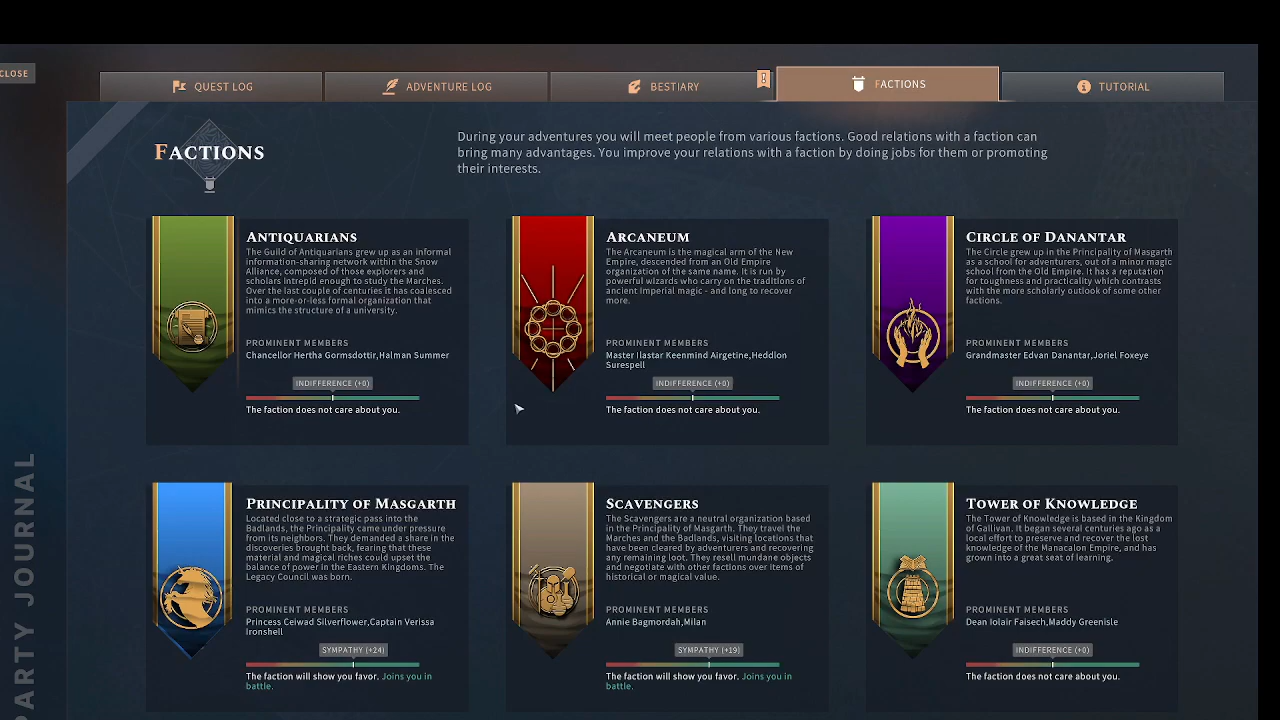 CLOSE
QUEST LOG
ADVENTURE LOG
BESTIARY
!
FACTIONS
TUTORIAL
FACTIONS
During your adventures you will meet people from various factions. Good relations with a faction can
bring many advantages. You improve your relations with a faction by doing jobs for them or promoting
their interests.
ANTIQUARIANS
The Guild of Antiquarians grew up as an informal
information-sharing network within the Snow
Alliance, composed of those explorers and
scholars intrepid enough to study the Marches.
Over the last couple of centuries it has coalesced
into a more-or-less formal organization that
mimics the structure of a university.
PROMINENT MEMBERS
Chancellor Hertha Gormsdottir,Halman Summer
INDIFFERENCE (+0)
The faction does not care about you.
ARCANEUM
The Arcaneum is the magical arm of the New
Empire, descended from an Old Empire
organization of the same name. It is run by
powerful wizards who carry on the traditions of
ancient Imperial magic - and long to recover
more.
PROMINENT MEMBERS
Master Ilastar Keenmind Airgetine,Heddlon
Surespell
INDIFFERENCE (+0)
The faction does not care about you.
CIRCLE OF DANANTAR
The Circle grew up in the Principality of Masgarth
as a school for adventurers, out of a minor magic
school from the Old Empire. It has a reputation
for toughness and practicality which contrasts
with the more scholarly outlook of some other
factions.
PROMINENT MEMBERS
Grandmaster Edvan Danantar,Joriel Foxeye
INDIFFERENCE (+0)
The faction does not care about you.
PRINCIPALITY OF MASGARTH
Located close to a strategic pass into the
Badlands, the Principality came under pressure
from its neighbors. They demanded a share in the
discoveries brought back, fearing that these
material and magical riches could upset the
balance of power in the Eastern Kingdoms. The
Legacy Council was born.
PROMINENT MEMBERS
Princess Ceiwad Silverflower,Captain Verissa
Ironshell
SYMPATHY (+24)
The faction will show you favor. Joins you in
battle.
SCAVENGERS
The Scavengers are a neutral organization based
in the Principality of Masgarth. They travel the
Marches and the Badlands, visiting locations that
have been cleared by adventurers and recovering
any remaining loot. They resell mundane objects
and negotiate with other factions over items of
historical or magical value.
PROMINENT MEMBERS
Annie Bagmordah,Milan
SYMPATHY (+19)
The faction will show you favor. Joins you in
battle.
TOWER OF KNOWLEDGE
The Tower of Knowledge is based in the Kingdom
of Gallivan. It began several centuries ago as a
local effort to preserve and recover the lost
knowledge of the Manacalon Empire, and has
grown into a great seat of learning.
PROMINENT MEMBERS
Dean Iolair Faisech,Maddy Greenisle
INDIFFERENCE (+0)
The faction does not care about you.
PARTY JOURNAL